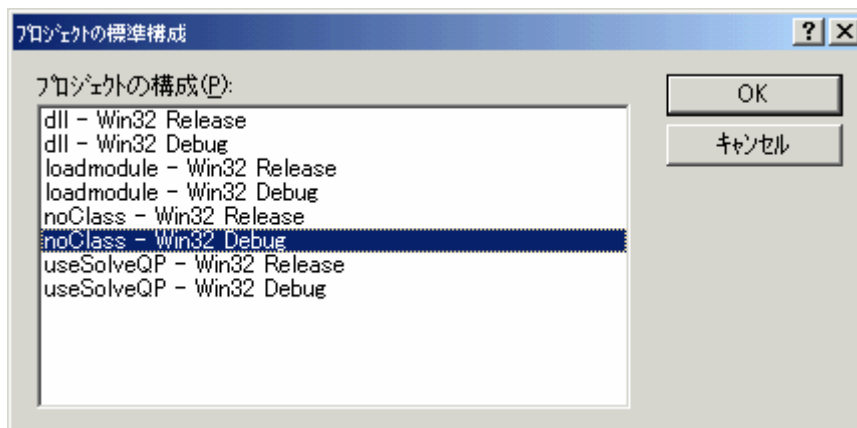 プロジェクトの標準構成
プロジェクトの構成(P):
OK
キャンセル
dll - Win32 Release
dll - Win32 Debug
loadmodule - Win32 Release
loadmodule - Win32 Debug
noClass - Win32 Release
noClass - Win32 Debug
useSolveQP - Win32 Release
useSolveQP - Win32 Debug